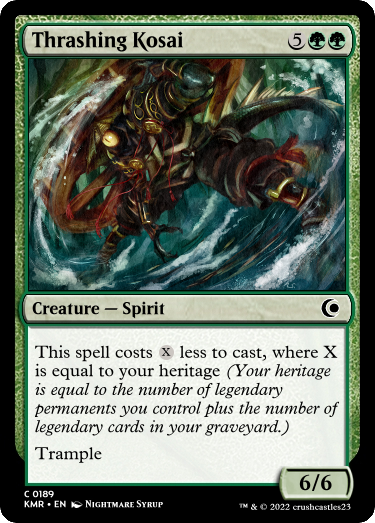 Thrashing Kosai 5
Creature — Spirit
This spell costs X less to cast, where X
is equal to your heritage (Your heritage
is equal to the number of legendary
permanents you control plus the number of
legendary cards in your graveyard.)
Trample
6/6
C 0189
KMR • EN Nightmare Syrup
™ & © 2022 crushcastles23